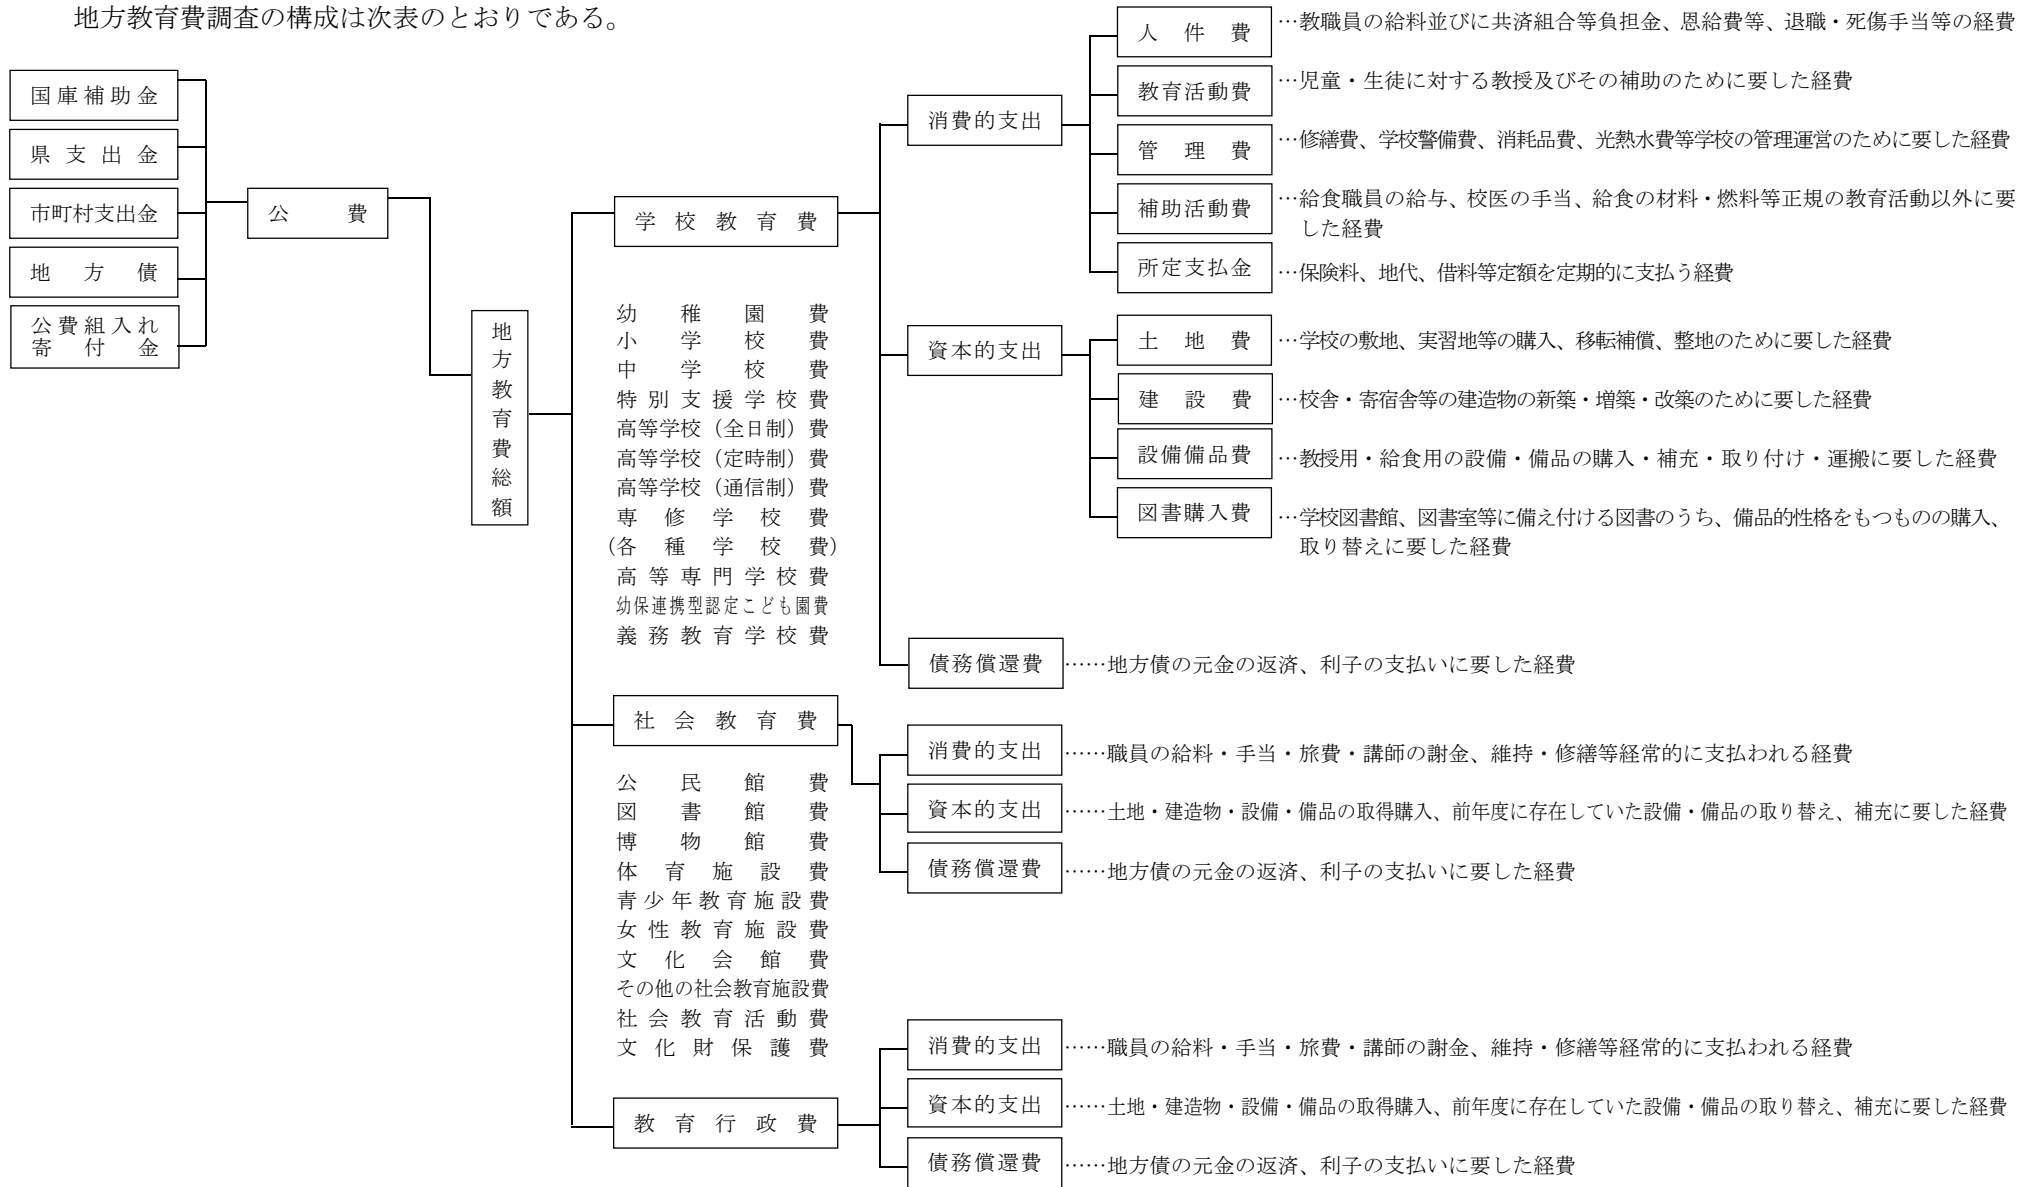 地方教育費調査の構成は次表のとおりである。
国庫補助金
県支出金
市町村支出金
地方債
公費組入れ
寄付金
公費
地方教育費総額
学校教育費
幼稚園費
小学校費
中学校費
特別支援学校費
高等学校（全日制）費
高等学校（定時制）費
高等学校（通信制）費
専修学校費
（各種学校費）
高等専門学校費
幼保連携型認定こども園費
義務教育学校費
消費的支出
人件費 …教職員の給料並びに共済組合等負担金、恩給費等、退職・死傷手当等の経費
教育活動費 …児童・生徒に対する教授及びその補助のために要した経費
管理費 …修繕費、学校警備費、消耗品費、光熱水費等学校の管理運営のために要した経費
補助活動費 …給食職員の給与、校医の手当、給食の材料・燃料等正規の教育活動以外に要
した経費
所定支払金 …保険料、地代、借料等定額を定期的に支払う経費
資本的支出
土地費 …学校の敷地、実習地等の購入、移転補償、整地のために要した経費
建設費 …校舎・寄宿舎等の建造物の新築・増築・改築のために要した経費
設備備品費 …教授用・給食用の設備・備品の購入・補充・取り付け・運搬に要した経費
図書購入費 …学校図書館、図書室等に備え付ける図書のうち、備品的性格をもつものの購入、
取り替えに要した経費
債務償還費 ……地方債の元金の返済、利子の支払いに要した経費
社会教育費
公民館費
図書館費
博物館費
体育施設費
青少年教育施設費
女性教育施設費
文化会館費
その他の社会教育施設費
社会教育活動費
文化財保護費
消費的支出 ……職員の給料・手当・旅費・講師の謝金、維持・修繕等経常的に支払われる経費
資本的支出 ……土地・建造物・設備・備品の取得購入、前年度に存在していた設備・備品の取り替え、補充に要した経費
債務償還費 ……地方債の元金の返済、利子の支払いに要した経費
教育行政費
消費的支出 ……職員の給料・手当・旅費・講師の謝金、維持・修繕等経常的に支払われる経費
資本的支出 ……土地・建造物・設備・備品の取得購入、前年度に存在していた設備・備品の取り替え、補充に要した経費
債務償還費 ……地方債の元金の返済、利子の支払いに要した経費